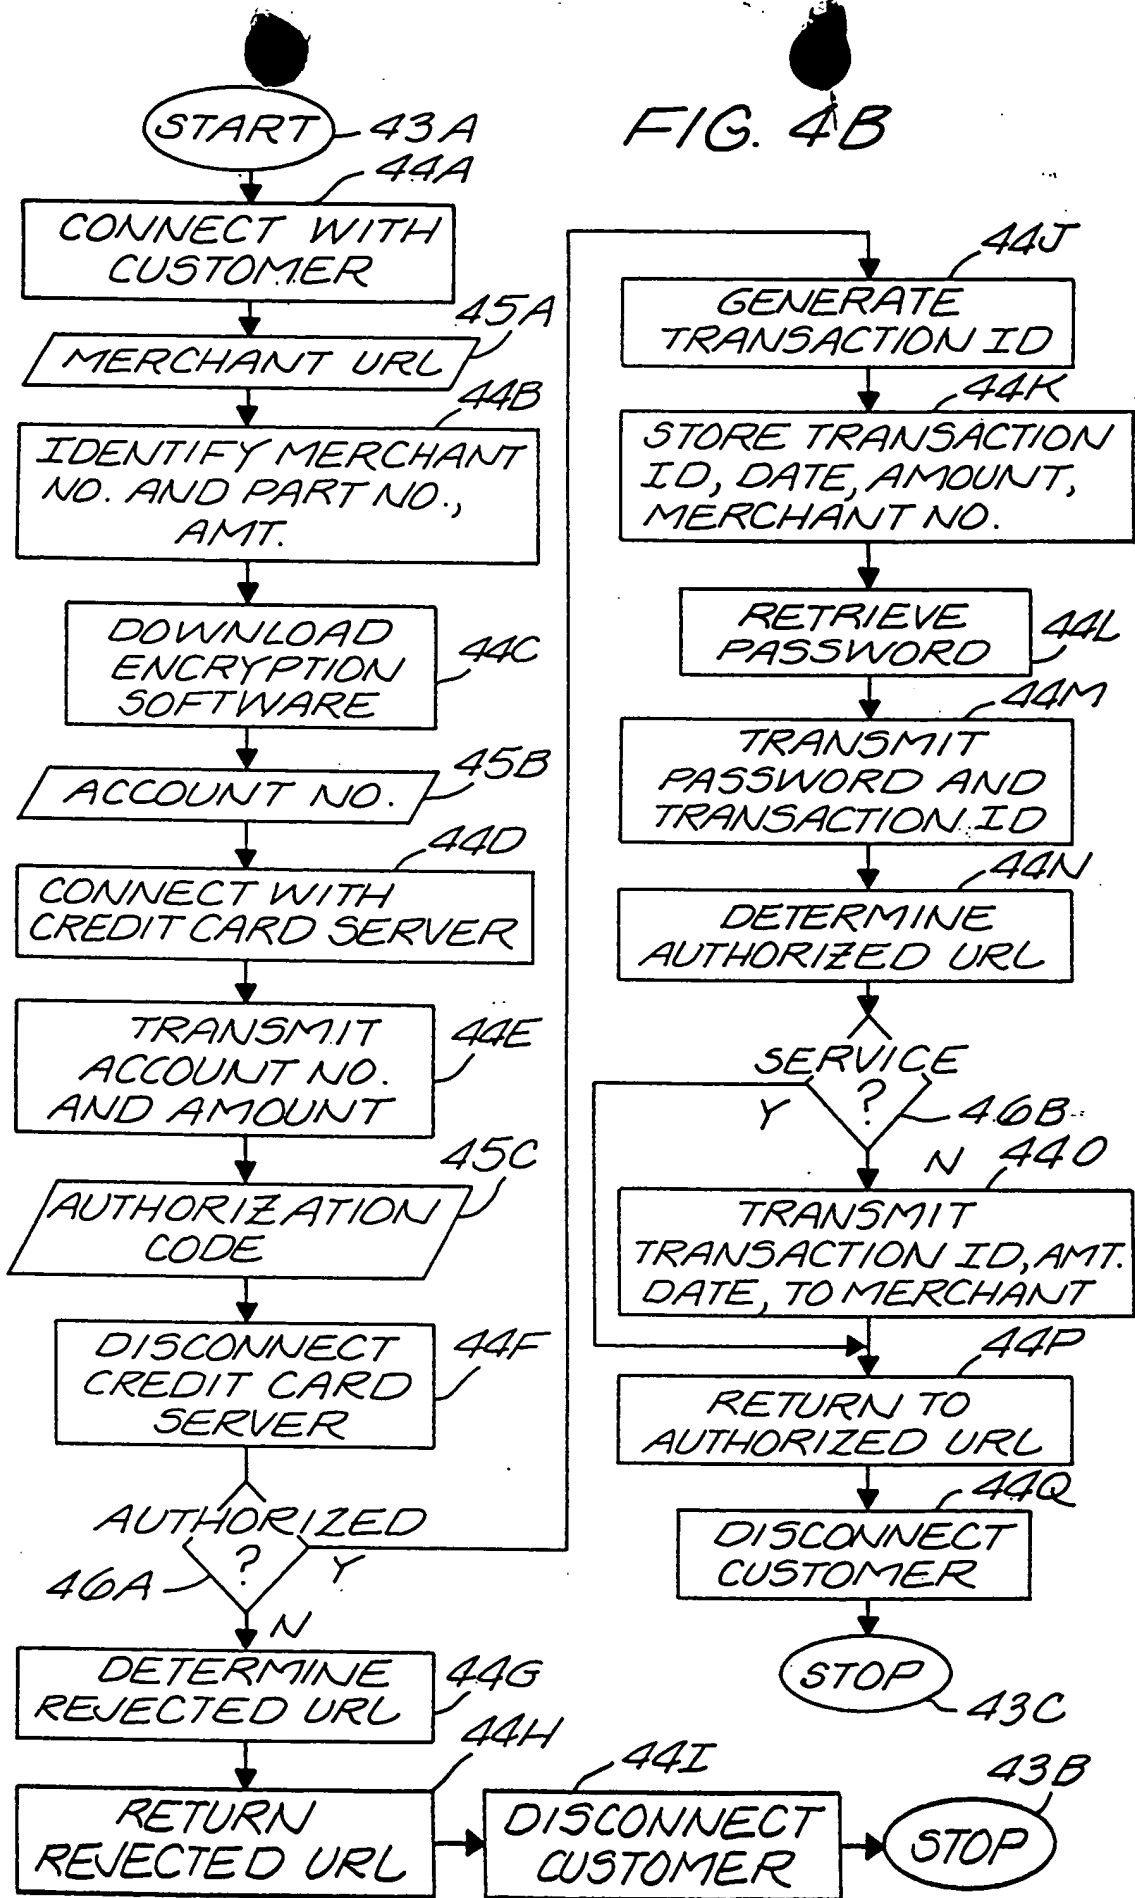 FIG. 4B
START
43A
44A
CONNECT WITH
CUSTOMER
45A
MERCHANT URL
44B
IDENTIFY MERCHANT
NO. AND PART NO.,
AMT.
DOWNLOAD
ENCRYPTION
SOFTWARE
44C
45B
ACCOUNT NO.
44D
CONNECT WITH
CREDIT CARD SERVER
TRANSMIT
ACCOUNT NO.
AND AMOUNT
44E
45C
AUTHORIZATION
CODE
DISCONNECT
CREDIT CARD
SERVER
44F
AUTHORIZED
?
46A
Y
N
DETERMINE
REJECTED URL
44G
44H
RETURN
REJECTED URL
44I
DISCONNECT
CUSTOMER
43B
STOP
44J
GENERATE
TRANSACTION ID
44K
STORE TRANSACTION
ID, DATE, AMOUNT,
MERCHANT NO.
RETRIEVE
PASSWORD
44L
44M
TRANSMIT
PASSWORD AND
TRANSACTION ID
44N
DETERMINE
AUTHORIZED URL
SERVICE
?
Y
46B
N
44O
TRANSMIT
TRANSACTION ID, AMT.
DATE, TO MERCHANT
44P
RETURN TO
AUTHORIZED URL
44Q
DISCONNECT
CUSTOMER
STOP
43C